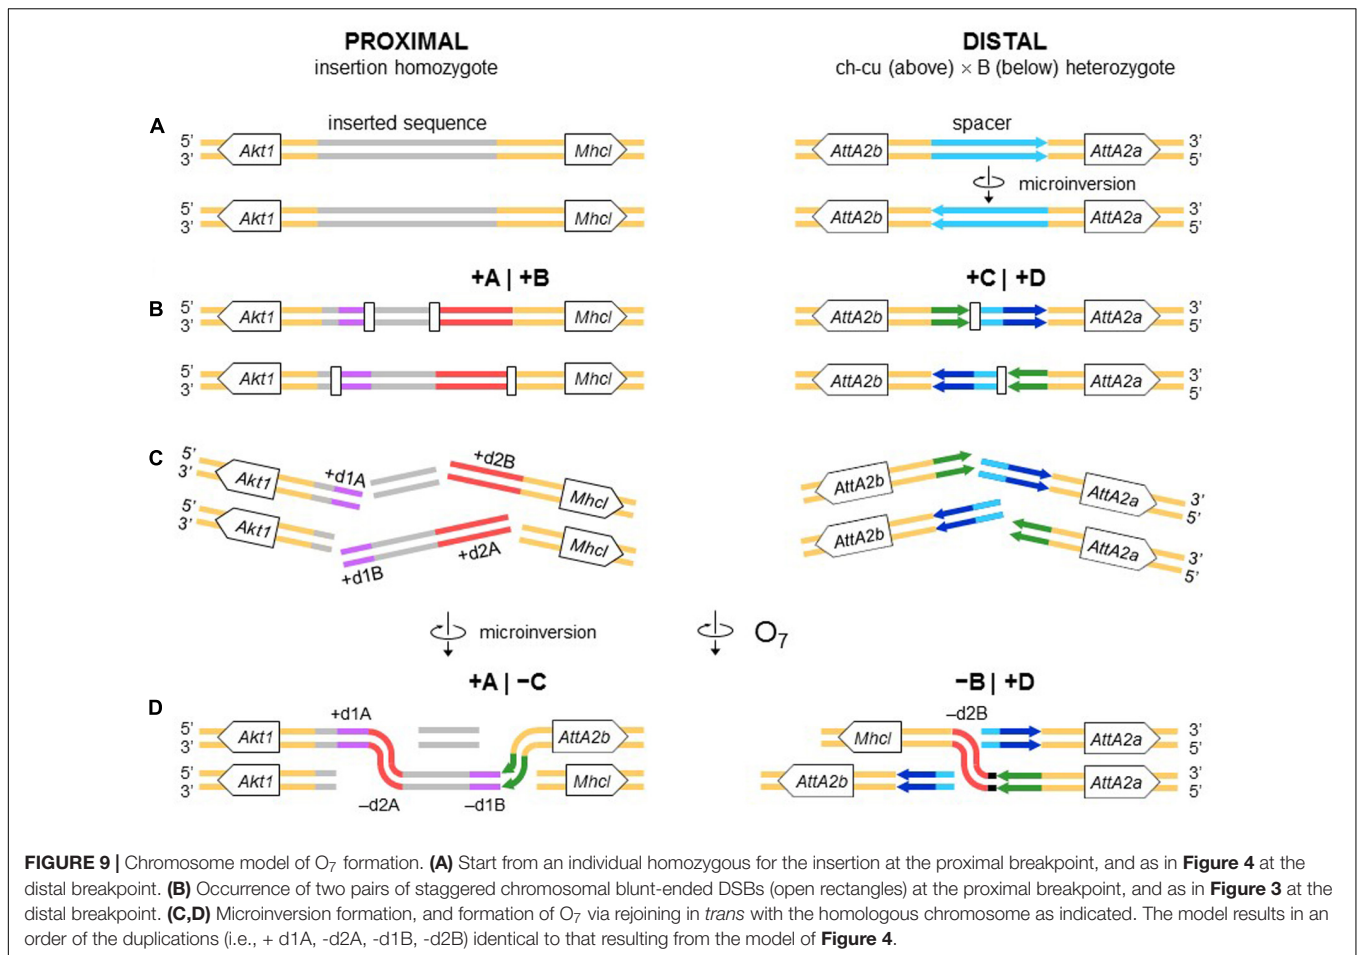 PROXIMAL
insertion homozygote
DISTAL
ch-cu (above) × B (below) heterozygote
A
5’
3’
Akt1
inserted sequence
Mhcl
AttA2b
spacer
AttA2a
3’
5’
microinversion
5’
3’
Akt1
Mhcl
AttA2b
AttA2a
3’
5’
+A | +B
+C | +D
B
5’
3’
Akt1
Mhcl
AttA2b
AttA2a
3’
5’
5’
3’
Akt1
Mhcl
AttA2b
AttA2a
3’
5’
C
5’
3’
Akt1
+d1A
+d2B
Mhcl
AttA2b
AttA2a
3’
5’
5’
3’
Akt1
+d1B
+d2A
Mhcl
AttA2b
AttA2a
3’
5’
microinversion
O7
+A | −C
−B | +D
D
5’
3’
Akt1
+d1A
AttA2b
Mhcl
–d2B
AttA2a
3’
5’
5’
3’
Akt1
–d2A
–d1B
Mhcl
AttA2b
AttA2a
3’
5’
FIGURE 9 | Chromosome model of O7 formation. (A) Start from an individual homozygous for the insertion at the proximal breakpoint, and as in Figure 4 at the
distal breakpoint. (B) Occurrence of two pairs of staggered chromosomal blunt-ended DSBs (open rectangles) at the proximal breakpoint, and as in Figure 3 at the
distal breakpoint. (C,D) Microinversion formation, and formation of O7 via rejoining in trans with the homologous chromosome as indicated. The model results in an
order of the duplications (i.e., + d1A, -d2A, -d1B, -d2B) identical to that resulting from the model of Figure 4.